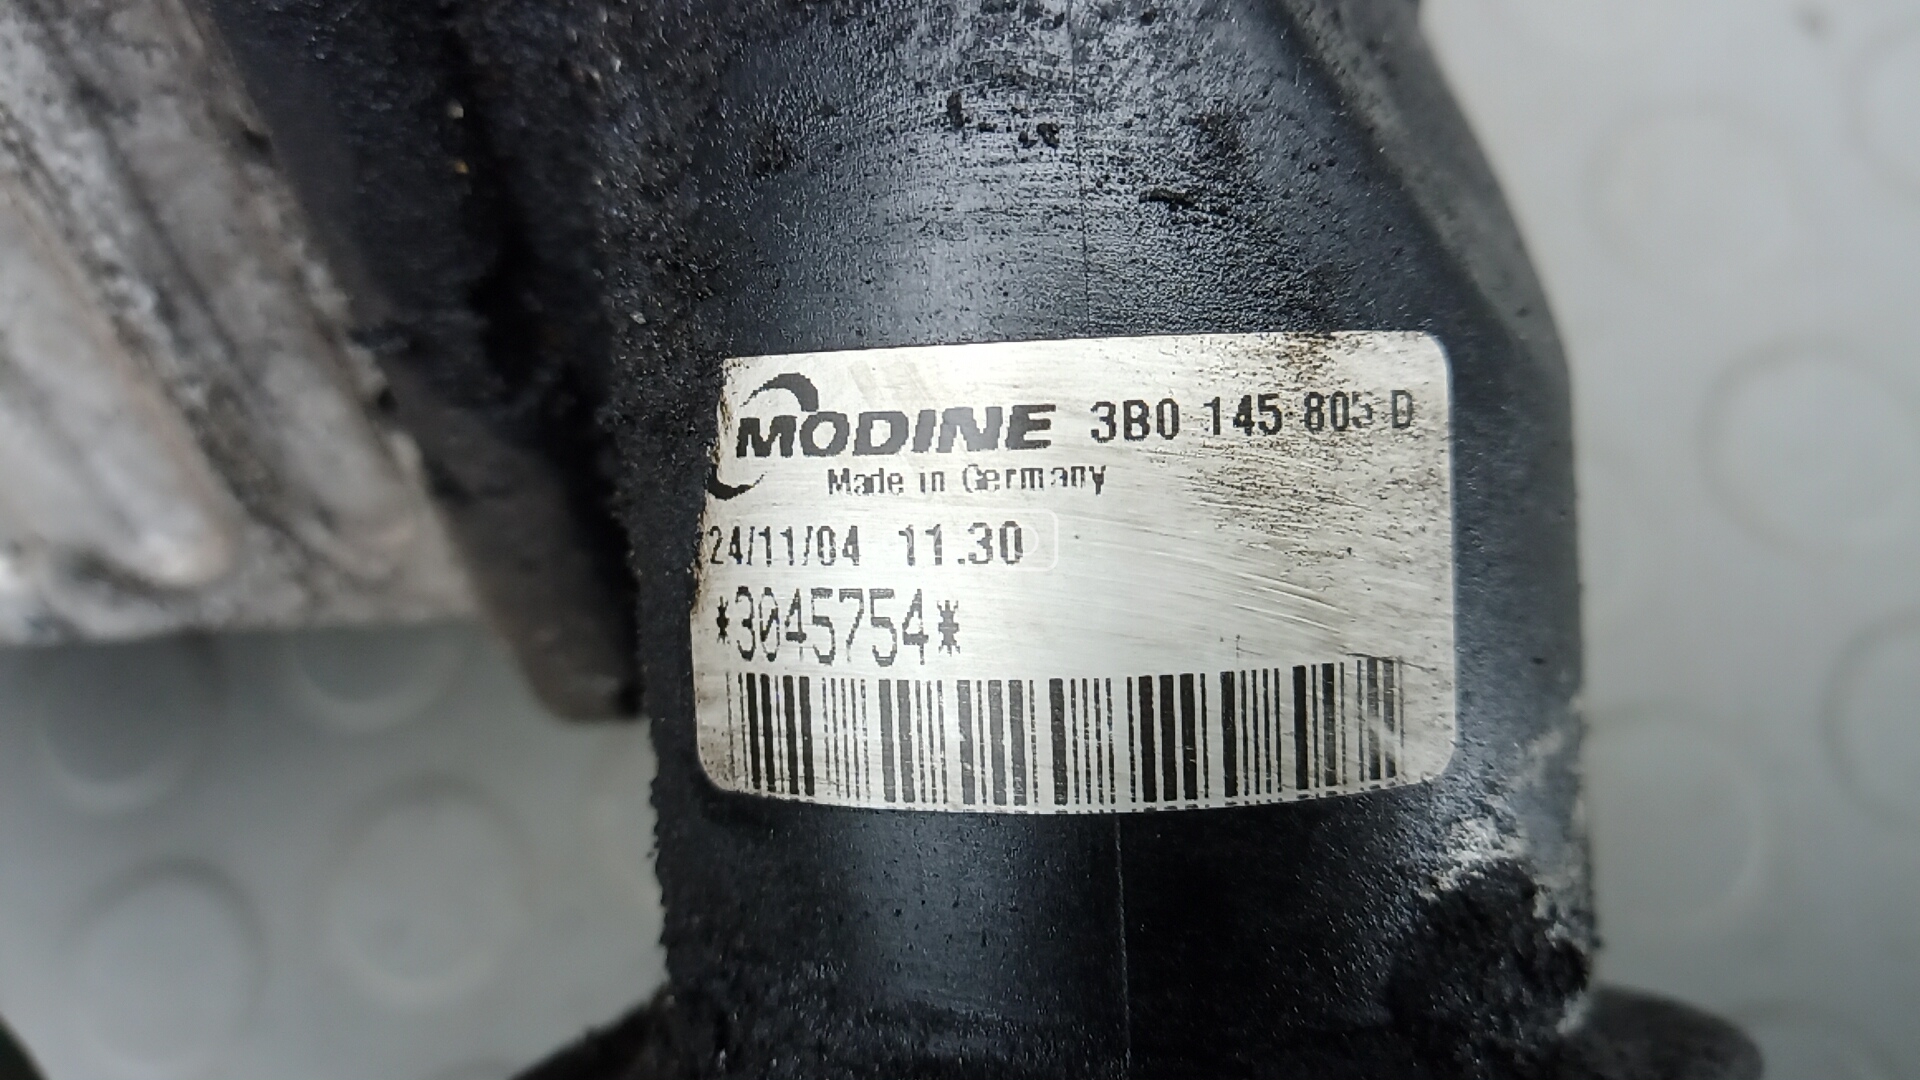 MODINE 3B0 145 805 D
Made in Germany
24/11/04 11.30
*3045754*